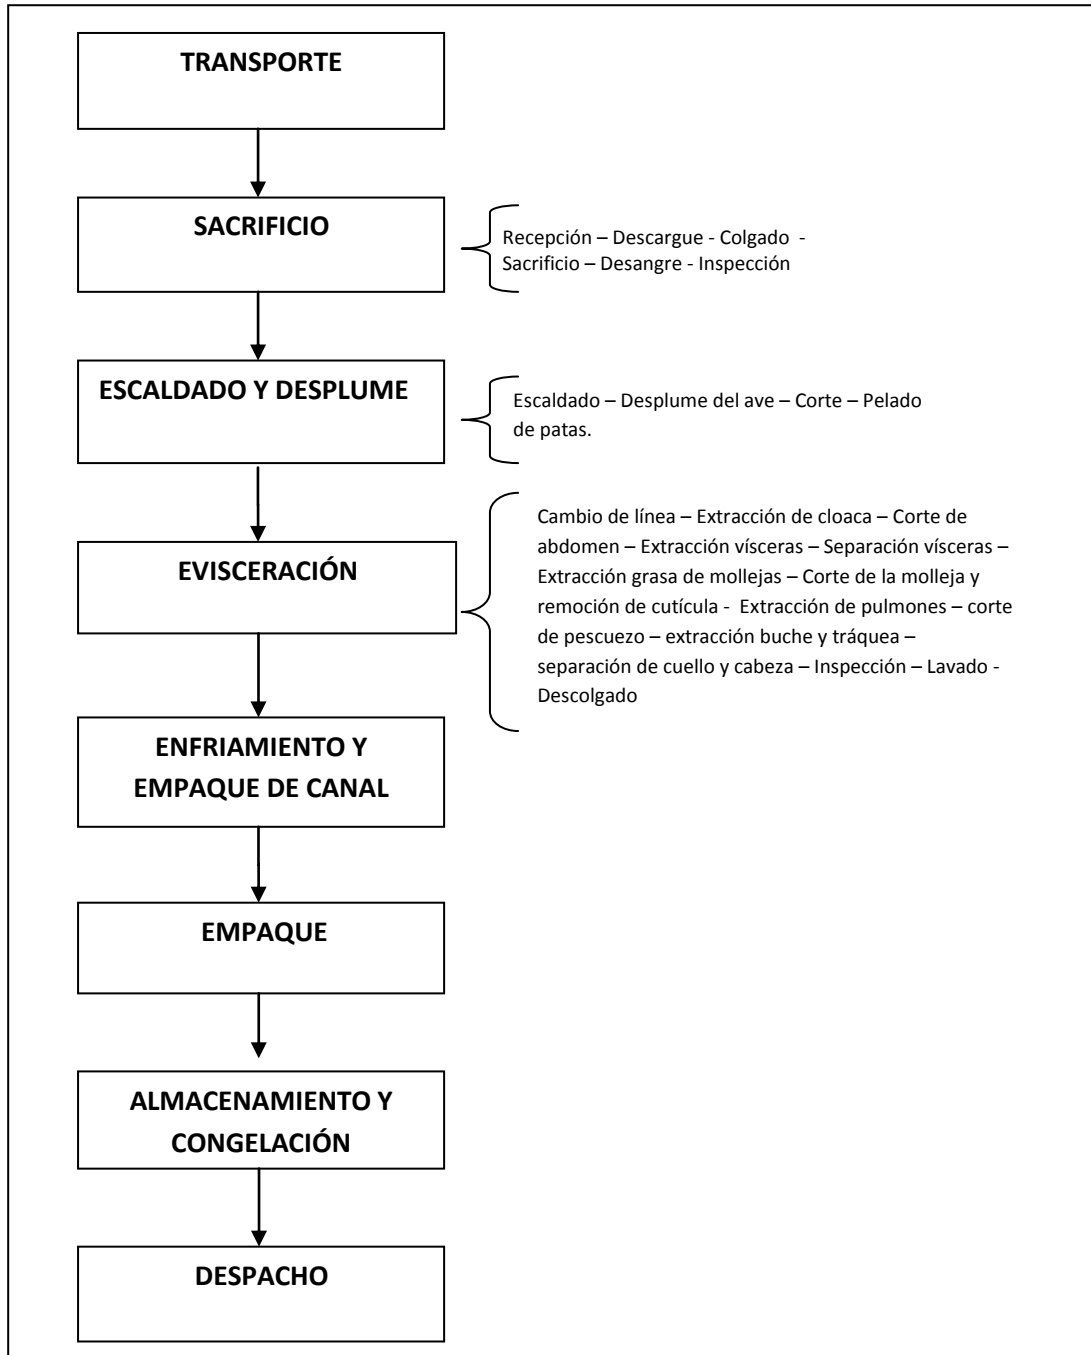 TRANSPORTE
SACRIFICIO
Recepción – Descargue - Colgado -
Sacrificio – Desangre - Inspección
ESCALDADO Y DESPLUME
Escaldado – Desplume del ave – Corte – Pelado
de patas.
EVISCERACIÓN
Cambio de línea – Extracción de cloaca – Corte de
abdomen – Extracción vísceras – Separación vísceras –
Extracción grasa de mollejas – Corte de la molleja y
remoción de cutícula - Extracción de pulmones – corte
de pescuezo – extracción buche y tráquea –
separación de cuello y cabeza – Inspección – Lavado -
Descolgado
ENFRIAMIENTO Y
EMPAQUE DE CANAL
EMPAQUE
ALMACENAMIENTO Y
CONGELACIÓN
DESPACHO